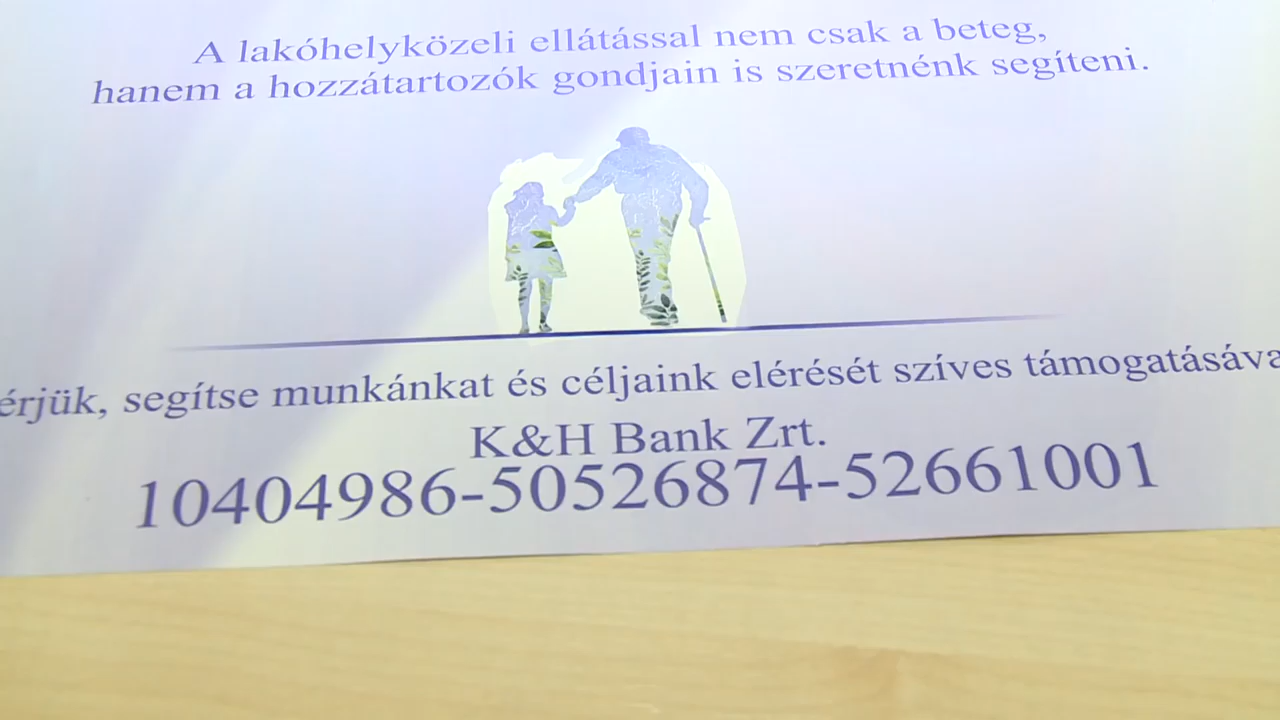 A lakóhelyközeli ellátással nem csak a beteg,
hanem a hozzátartozók gondjain is szeretnénk segíteni.
segítse munkánkat és céljaink elérését szíves
K&H Bank Zrt.
10404986-50526874-52661001